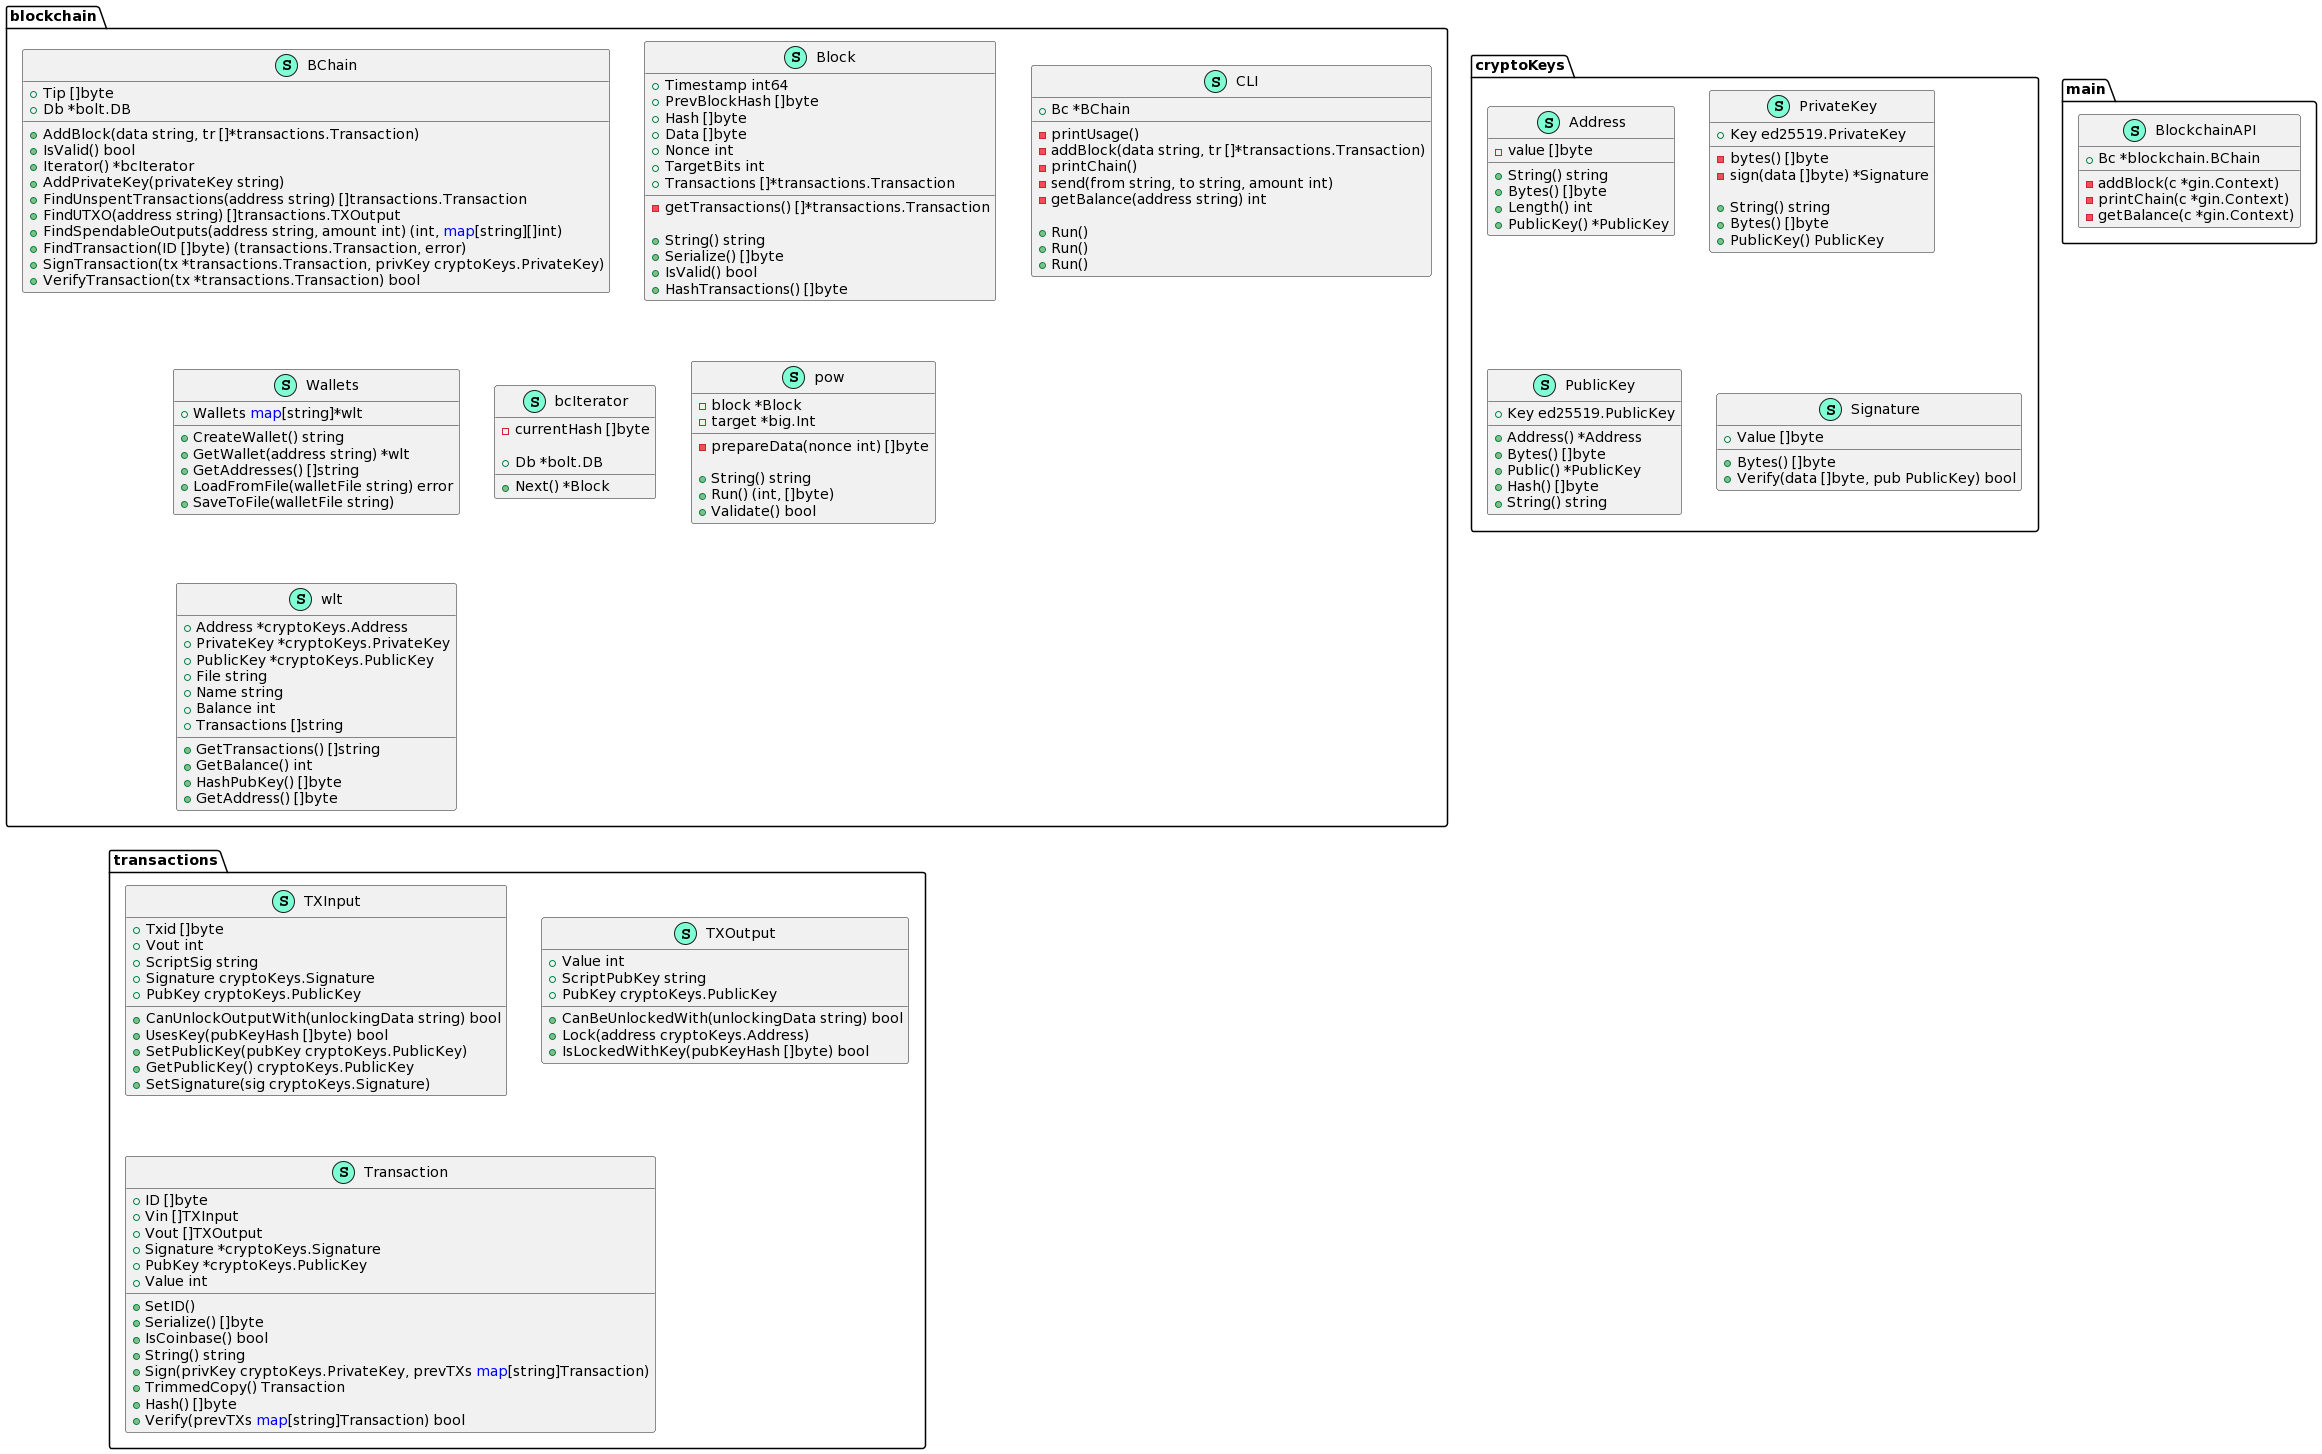 blockchain
S BChain
Tip []byte
Db *bolt.DB
AddBlock(data string, tr []*transactions.Transaction)
IsValid() bool
Iterator() *bcIterator
AddPrivateKey(privateKey string)
FindUnspentTransactions(address string) []transactions.Transaction
FindUTXO(address string) []transactions.TXOutput
FindSpendableOutputs(address string, amount int) (int, map[string][]int)
FindTransaction(ID []byte) (transactions.Transaction, error)
SignTransaction(tx *transactions.Transaction, privKey cryptoKeys.PrivateKey)
VerifyTransaction(tx *transactions.Transaction) bool
S Block
Timestamp int64
PrevBlockHash []byte
Hash []byte
Data []byte
Nonce int
TargetBits int
Transactions []*transactions.Transaction
getTransactions() []*transactions.Transaction
String() string
Serialize() []byte
IsValid() bool
HashTransactions() []byte
S CLI
Bc *BChain
printUsage()
addBlock(data string, tr []*transactions.Transaction)
printChain()
send(from string, to string, amount int)
getBalance(address string) int
Run()
Run()
Run()
S Wallets
Wallets map[string]*wlt
CreateWallet() string
GetWallet(address string) *wlt
GetAddresses() []string
LoadFromFile(walletFile string) error
SaveToFile(walletFile string)
S bcIterator
currentHash []byte
Db *bolt.DB
Next() *Block
S pow
block *Block
target *big.Int
prepareData(nonce int) []byte
String() string
Run() (int, []byte)
Validate() bool
S wlt
Address *cryptoKeys.Address
PrivateKey *cryptoKeys.PrivateKey
PublicKey *cryptoKeys.PublicKey
File string
Name string
Balance int
Transactions []string
GetTransactions() []string
GetBalance() int
HashPubKey() []byte
GetAddress() []byte
cryptoKeys
S Address
value []byte
String() string
Bytes() []byte
Length() int
PublicKey() *PublicKey
S PrivateKey
Key ed25519.PrivateKey
bytes() []byte
sign(data []byte) *Signature
String() string
Bytes() []byte
PublicKey() PublicKey
S PublicKey
Key ed25519.PublicKey
Address() *Address
Bytes() []byte
Public() *PublicKey
Hash() []byte
String() string
S Signature
Value []byte
Bytes() []byte
Verify(data []byte, pub PublicKey) bool
main
S BlockchainAPI
Bc *blockchain.BChain
addBlock(c *gin.Context)
printChain(c *gin.Context)
getBalance(c *gin.Context)
transactions
S TXInput
Txid []byte
Vout int
ScriptSig string
Signature cryptoKeys.Signature
PubKey cryptoKeys.PublicKey
CanUnlockOutputWith(unlockingData string) bool
UsesKey(pubKeyHash []byte) bool
SetPublicKey(pubKey cryptoKeys.PublicKey)
GetPublicKey() cryptoKeys.PublicKey
SetSignature(sig cryptoKeys.Signature)
S TXOutput
Value int
ScriptPubKey string
PubKey cryptoKeys.PublicKey
CanBeUnlockedWith(unlockingData string) bool
Lock(address cryptoKeys.Address)
IsLockedWithKey(pubKeyHash []byte) bool
S Transaction
ID []byte
Vin []TXInput
Vout []TXOutput
Signature *cryptoKeys.Signature
PubKey *cryptoKeys.PublicKey
Value int
SetID()
Serialize() []byte
IsCoinbase() bool
String() string
Sign(privKey cryptoKeys.PrivateKey, prevTXs map[string]Transaction)
TrimmedCopy() Transaction
Hash() []byte
Verify(prevTXs map[string]Transaction) bool